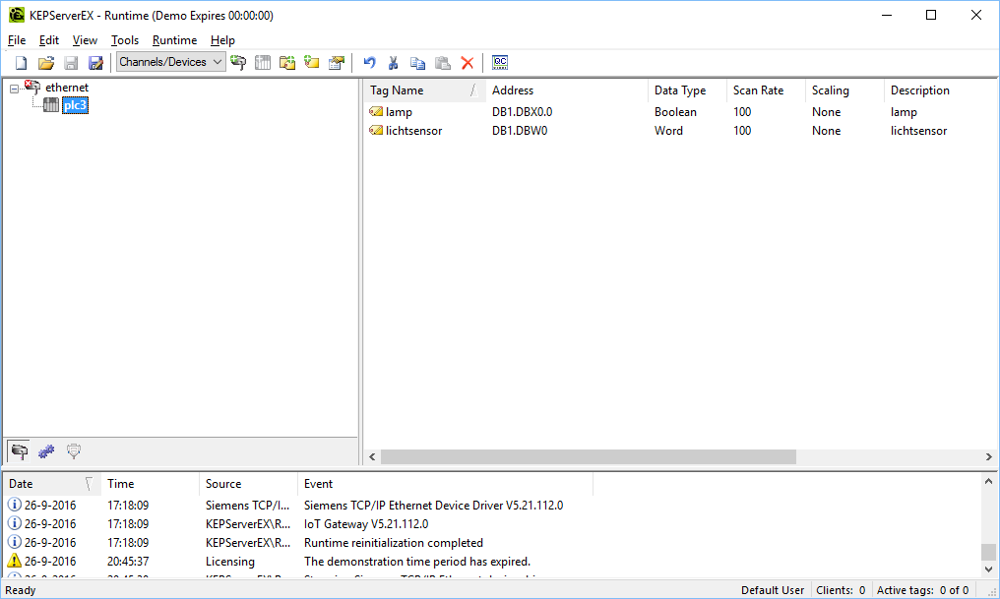 KEPServerEX - Runtime (Demo Expires 00:00:00)
File Edit View Tools Runtime Help
Channels/Devices
ethernet
plc3
Tag Name Address Data Type Scan Rate Scaling Description
lamp DB1.DBX0.0 Boolean 100 None lamp
lichtsensor DB1.DBW0 Word 100 None lichtsensor
Date Time Source Event
26-9-2016 17:18:09 Siemens TCP/I... Siemens TCP/IP Ethernet Device Driver V5.21.112.0
26-9-2016 17:18:09 KEPServerEX\R... IoT Gateway V5.21.112.0
26-9-2016 17:18:09 KEPServerEX\R... Runtime reinitialization completed
26-9-2016 20:45:37 Licensing The demonstration time period has expired.
Ready Default User Clients: 0 Active tags: 0 of 0